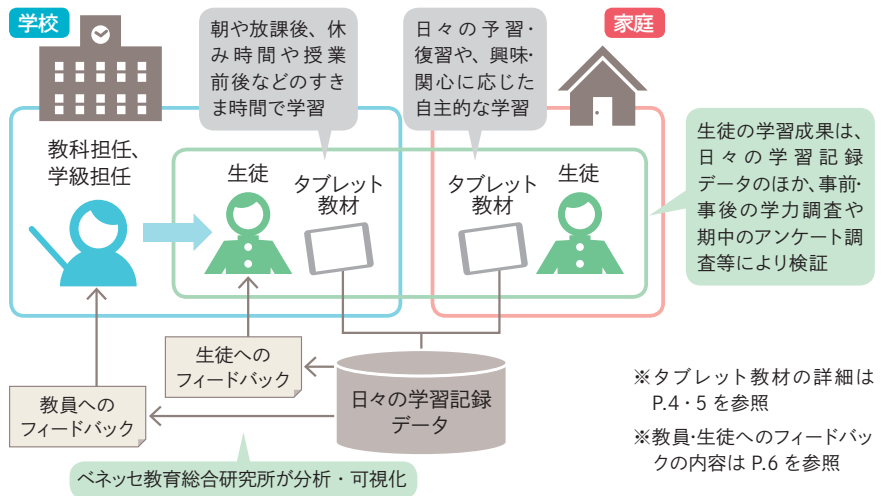 学校
朝や放課後、休
み時間や授業
前後などのすき
ま時間で学習
日々の予習・
復習や、興味・
関心に応じた
自主的な学習
家庭
教科担任、
学級担任
生徒
タブレット
教材
タブレット
教材
生徒
生徒の学習成果は、
日々の学習記録
データのほか、事前・
事後の学力調査や
期中のアンケート調
査等により検証
生徒への
フィードバック
教員への
フィードバック
日々の学習記録
データ
ベネッセ教育総合研究所が分析・可視化
※タブレット教材の詳細は
P.4・5 を参照
※教員・生徒へのフィードバッ
クの内容は P.6 を参照